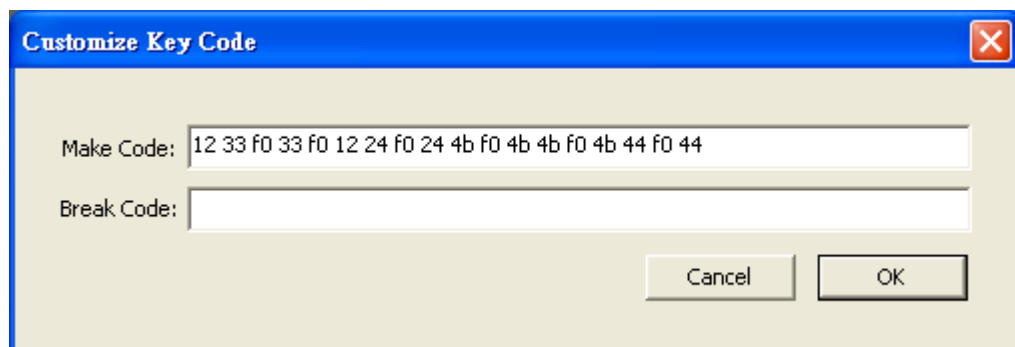 Customize Key Code
Make Code: 12 33 f0 33 f0 12 24 f0 24 4b f0 4b 4b f0 4b 44 f0 44
Break Code:
Cancel OK